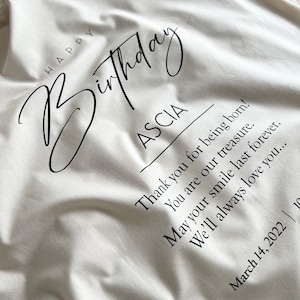 HAPPY
Birthday
ASCIA
Thank you for being born!
You are our treasure.
May your smile last forever.
We'll always love you...
March 14, 2022 | 10